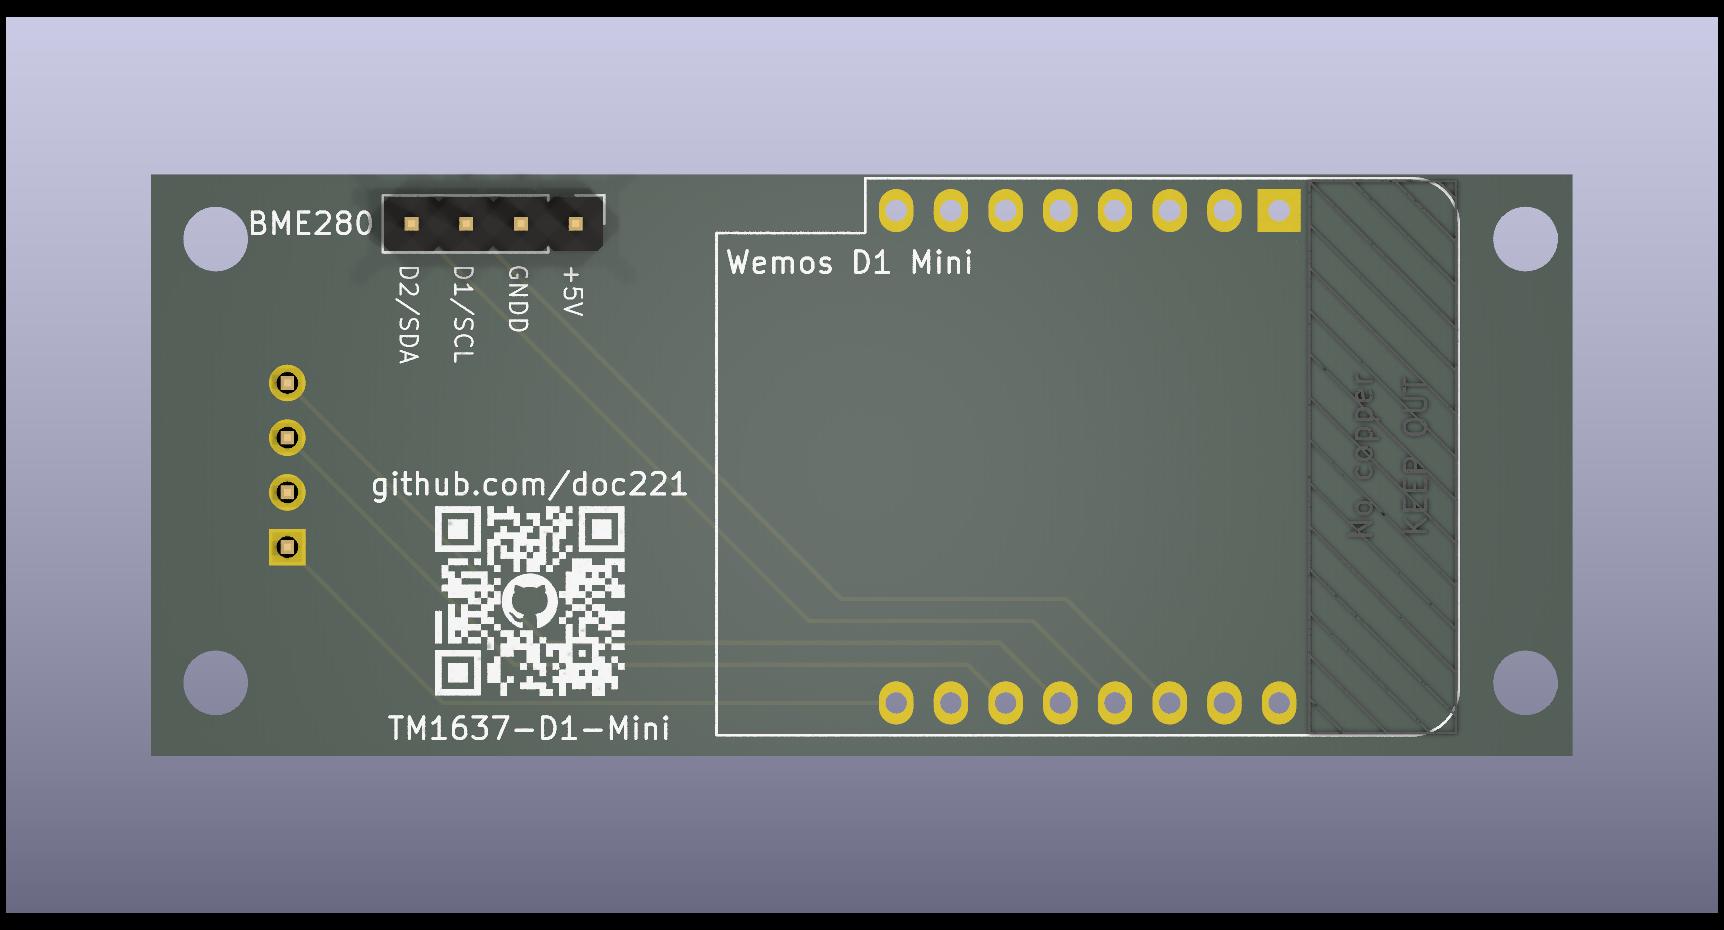 BME280
D2/SDA
D1/SCL
GNDD
+5V
Wemos D1 Mini
No copper
KEEP OUT
github.com/doc221
TM1637-D1-Mini